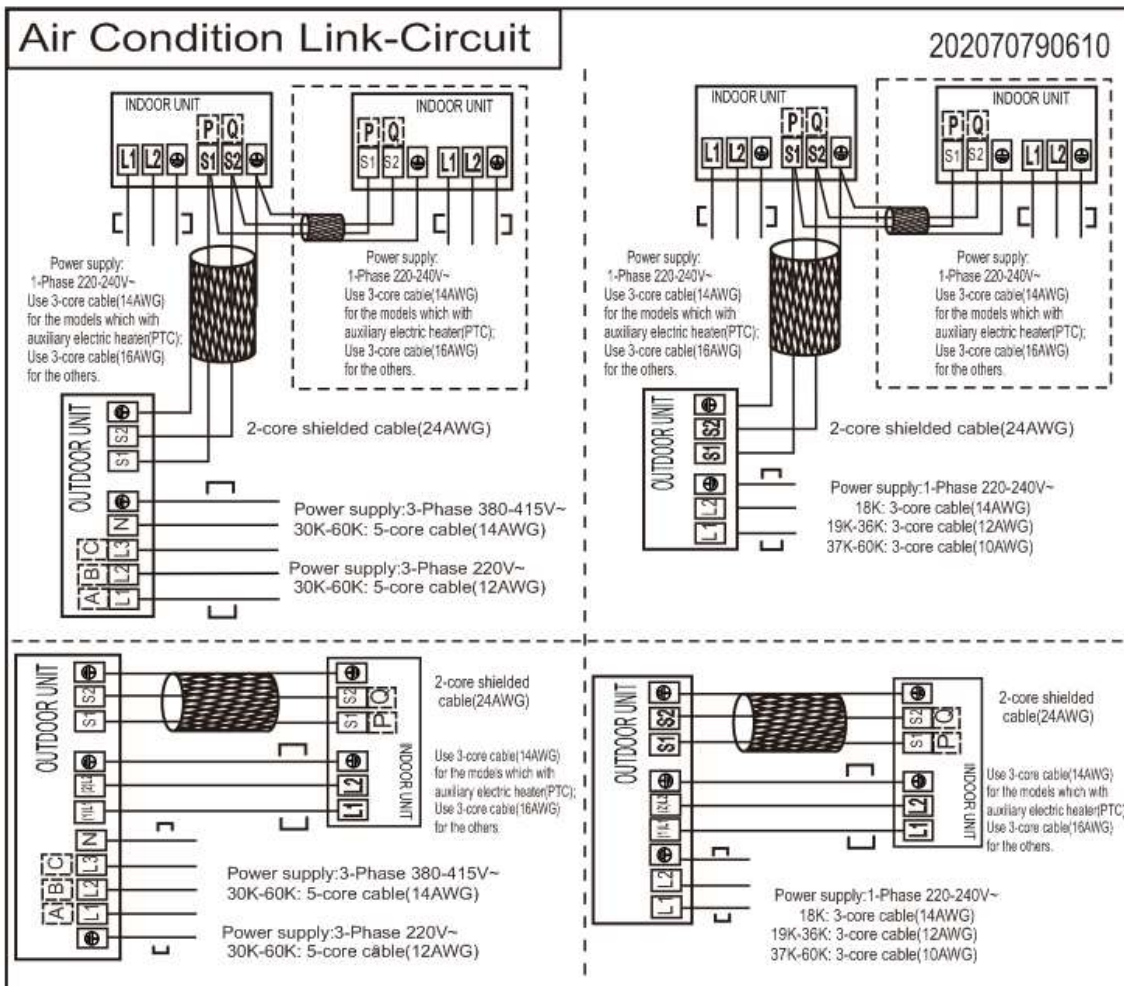 Air Condition Link-Circuit
202070790610
INDOOR UNIT
P Q
L1 L2 S1 S2
INDOOR UNIT
P Q
S1 S2 L1 L2
Power supply:
1-Phase 220-240V~
Use 3-core cable(14AWG)
for the models which with
auxiliary electric heater(PTC);
Use 3-core cable(16AWG)
for the others.
Power supply:
1-Phase 220-240V~
Use 3-core cable(14AWG)
for the models which with
auxiliary electric heater(PTC);
Use 3-core cable(16AWG)
for the others.
OUTDOOR UNIT
S2
S1
N
C L3
B L2
A L1
2-core shielded cable(24AWG)
Power supply:3-Phase 380-415V~
30K-60K: 5-core cable(14AWG)
Power supply:3-Phase 220V~
30K-60K: 5-core cable(12AWG)
INDOOR UNIT
P Q
L1 L2 S1 S2
INDOOR UNIT
P Q
S1 S2 L1 L2
Power supply:
1-Phase 220-240V~
Use 3-core cable(14AWG)
for the models which with
auxiliary electric heater(PTC);
Use 3-core cable(16AWG)
for the others.
Power supply:
1-Phase 220-240V~
Use 3-core cable(14AWG)
for the models which with
auxiliary electric heater(PTC);
Use 3-core cable(16AWG)
for the others.
OUTDOOR UNIT
S2
S1
L2
L1
2-core shielded cable(24AWG)
Power supply:1-Phase 220-240V~
18K: 3-core cable(14AWG)
19K-36K: 3-core cable(12AWG)
37K-60K: 3-core cable(10AWG)
OUTDOOR UNIT
S2
S1
(2)L2
(1)L1
N
C L3
B L2
A L1
S2 Q
S1 P
L2
L1
INDOOR UNIT
2-core shielded
cable(24AWG)
Use 3-core cable(14AWG)
for the models which with
auxiliary electric heater(PTC);
Use 3-core cable(16AWG)
for the others.
Power supply:3-Phase 380-415V~
30K-60K: 5-core cable(14AWG)
Power supply:3-Phase 220V~
30K-60K: 5-core cable(12AWG)
OUTDOOR UNIT
S2
S1
(2)L2
(1)L1
L2
L1
S2 Q
S1 P
L2
L1
INDOOR UNIT
2-core shielded
cable(24AWG)
Use 3-core cable(14AWG)
for the models which with
auxiliary electric heater(PTC)
Use 3-core cable(16AWG)
for the others.
Power supply:1-Phase 220-240V~
18K: 3-core cable(14AWG)
19K-36K: 3-core cable(12AWG)
37K-60K: 3-core cable(10AWG)